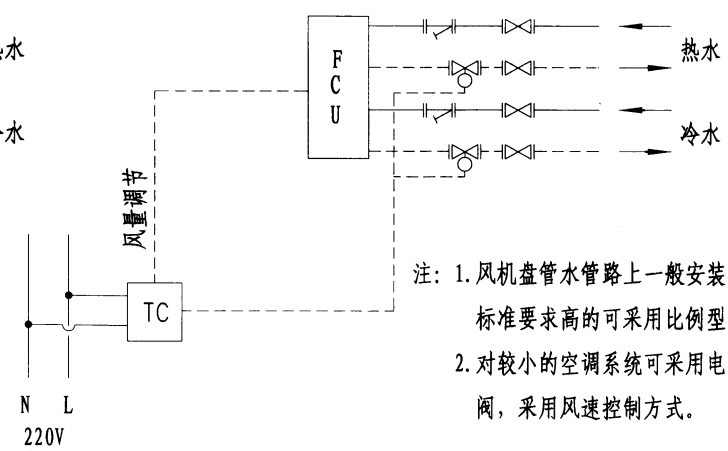 水
热水
FCU
水
冷水
风量调节
TC
注：1.风机盘管水管路上一般安装
标准要求高的可采用比例型
2.对较小的空调系统可采用电
阀，采用风速控制方式。
N L
220V